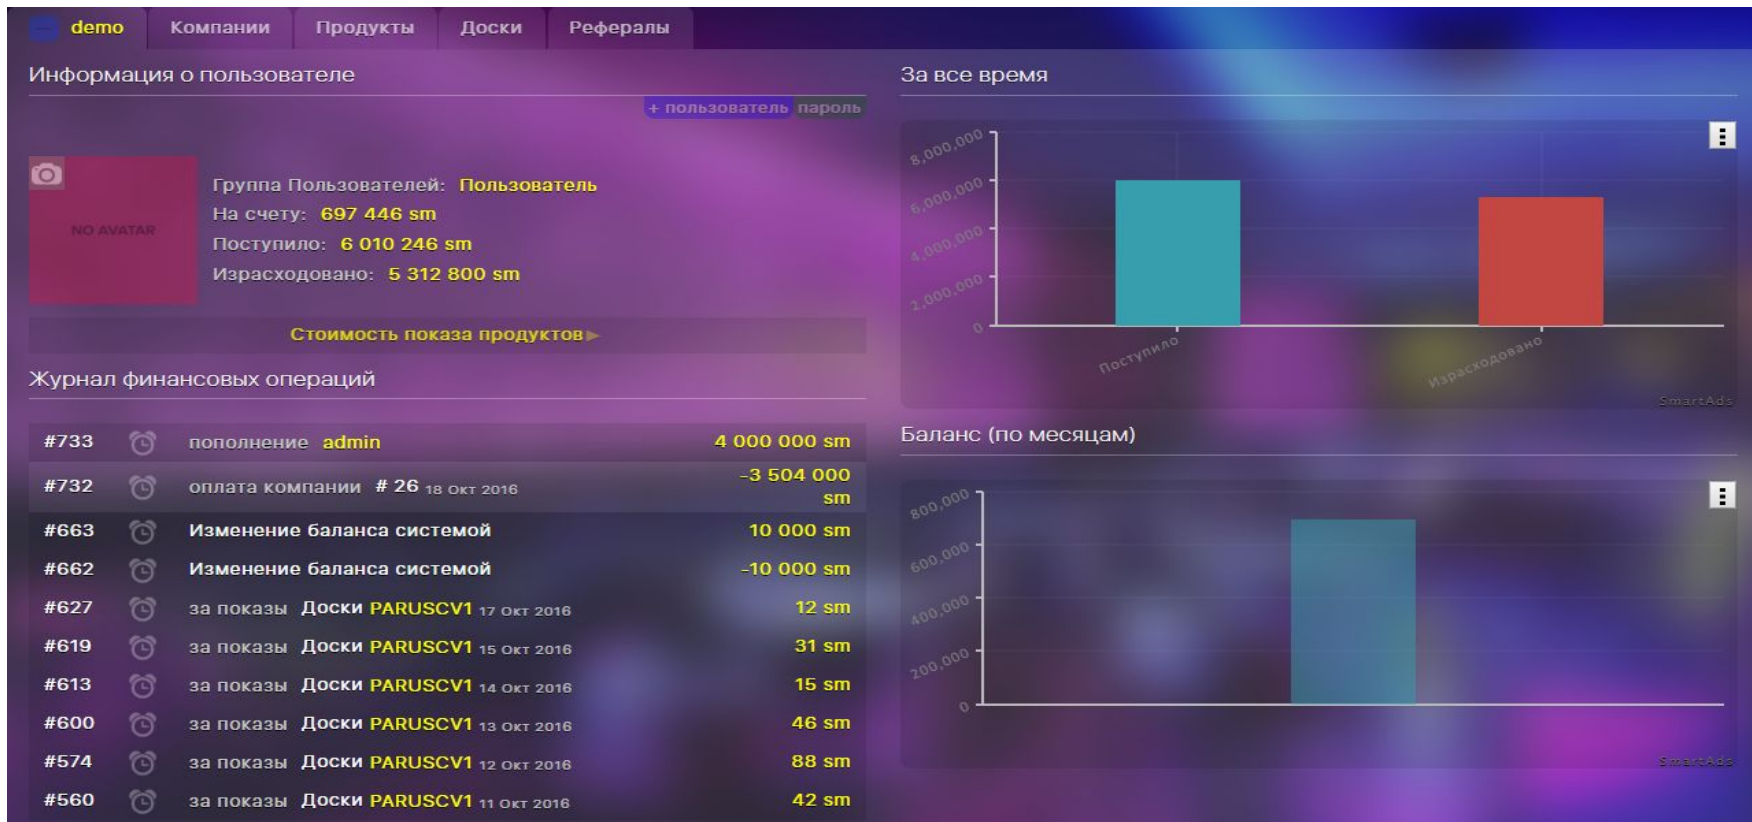 demo Компании Продукты Доски Рефералы
Информация о пользователе
+ пользователь пароль
NO AVATAR
Группа Пользователей: Пользователь
На счету: 697 446 sm
Поступило: 6 010 246 sm
Израсходовано: 5 312 800 sm
Стоимость показа продуктов
Журнал финансовых операций
#733 пополнение admin 4 000 000 sm
#732 оплата компании # 26 18 Окт 2016 -3 504 000
sm
#663 Изменение баланса системой 10 000 sm
#662 Изменение баланса системой -10 000 sm
#627 за показы Доски PARUSCV1 17 Окт 2016 12 sm
#619 за показы Доски PARUSCV1 15 Окт 2016 31 sm
#613 за показы Доски PARUSCV1 14 Окт 2016 15 sm
#600 за показы Доски PARUSCV1 13 Окт 2016 46 sm
#574 за показы Доски PARUSCV1 12 Окт 2016 88 sm
#560 за показы Доски PARUSCV1 11 Окт 2016 42 sm
За все время
8,000,000
6,000,000
4,000,000
2,000,000
0
Поступило Израсходовано
SmartAds
Баланс (по месяцам)
800,000
600,000
400,000
200,000
0
SmartAds